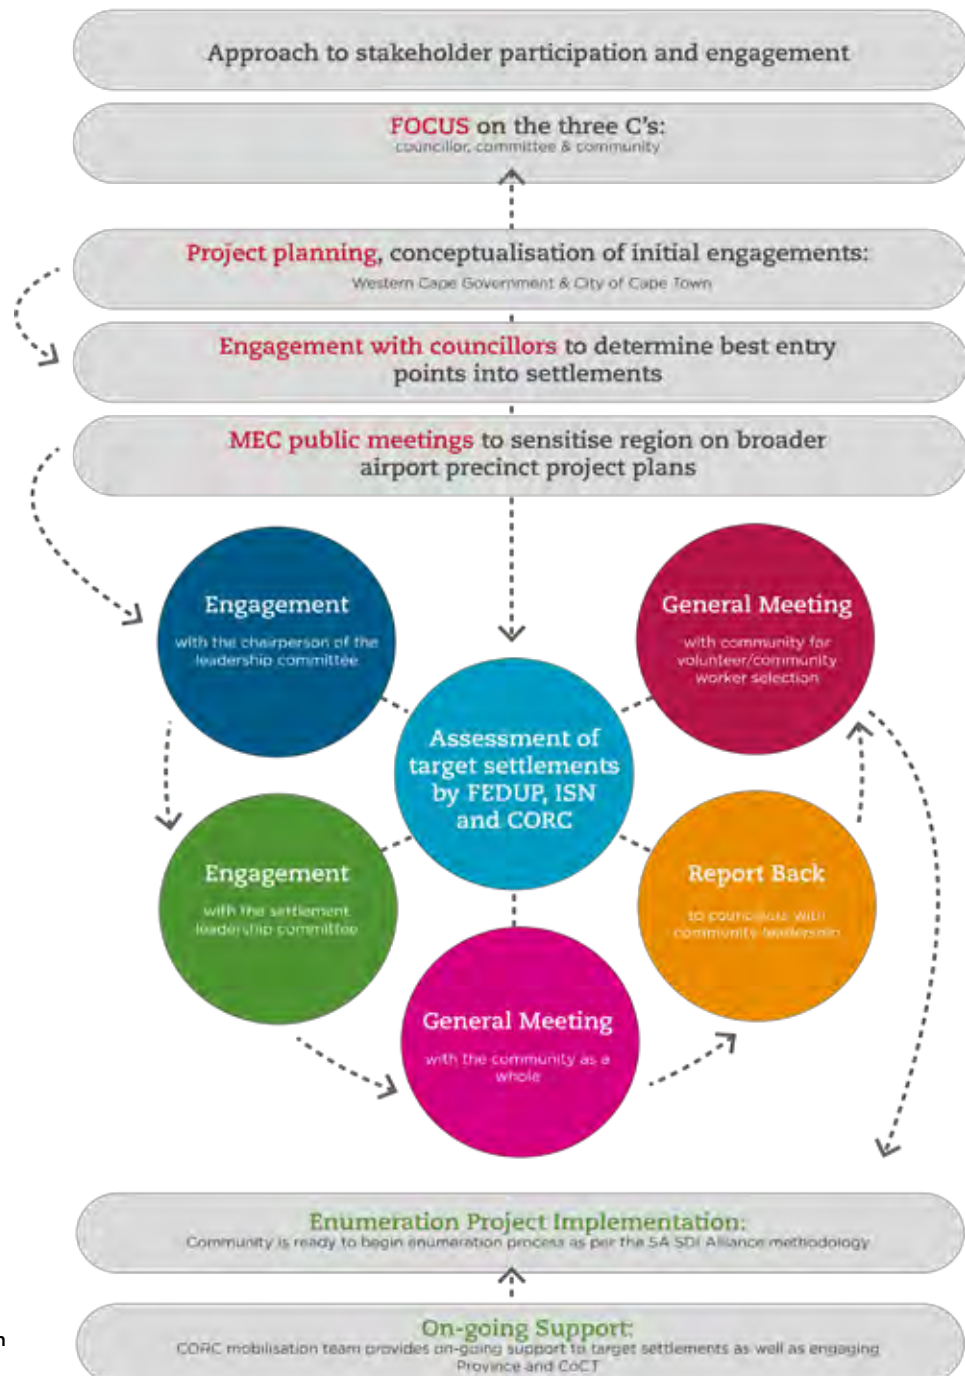 Approach to stakeholder participation and engagement
FOCUS on the three C's:
councillor, committee & community
Project planning, conceptualisation of initial engagements:
Western Cape Government & City of Cape Town
Engagement with councillors to determine best entry
points into settlements
MEC public meetings to sensitise region on broader
airport precinct project plans
Engagement
with the chairperson of the
leadership committee
General Meeting
with community for
volunteer/community
worker selection
Assessment of
target settlements
by FEDUP, ISN
and CORC
Engagement
with the settlement
leadership committee
Report Back
to councillors with
community leadership
General Meeting
with the community as a
whole
Enumeration Project Implementation:
Community is ready to begin enumeration process as per the SA SDI Alliance methodology
On-going Support:
CORC mobilisation team provides on-going support to target settlements as well as engaging
Province and CoCT